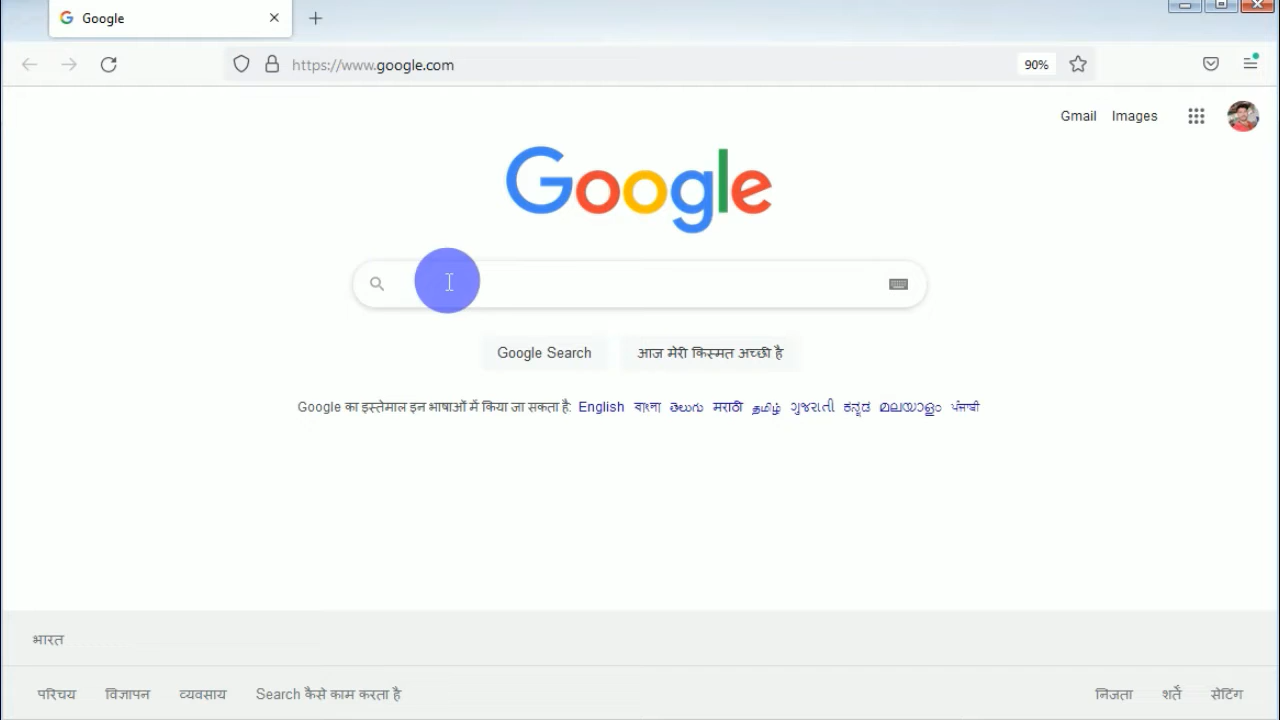 Google
https://www.google.com 90%
Gmail Images
Google
Google Search आज मेरी किस्मत अच्छी है
Google का इस्तेमाल इन भाषाओं में किया जा सकता है: English বাংলা తెలుగు मराठी தமிழ் ગુજરાતી ಕನ್ನಡ മലയാളം ਪੰਜਾਬੀ
भारत
परिचय विज्ञापन व्यवसाय Search कैसे काम करता है निजता शर्तें सेटिंग